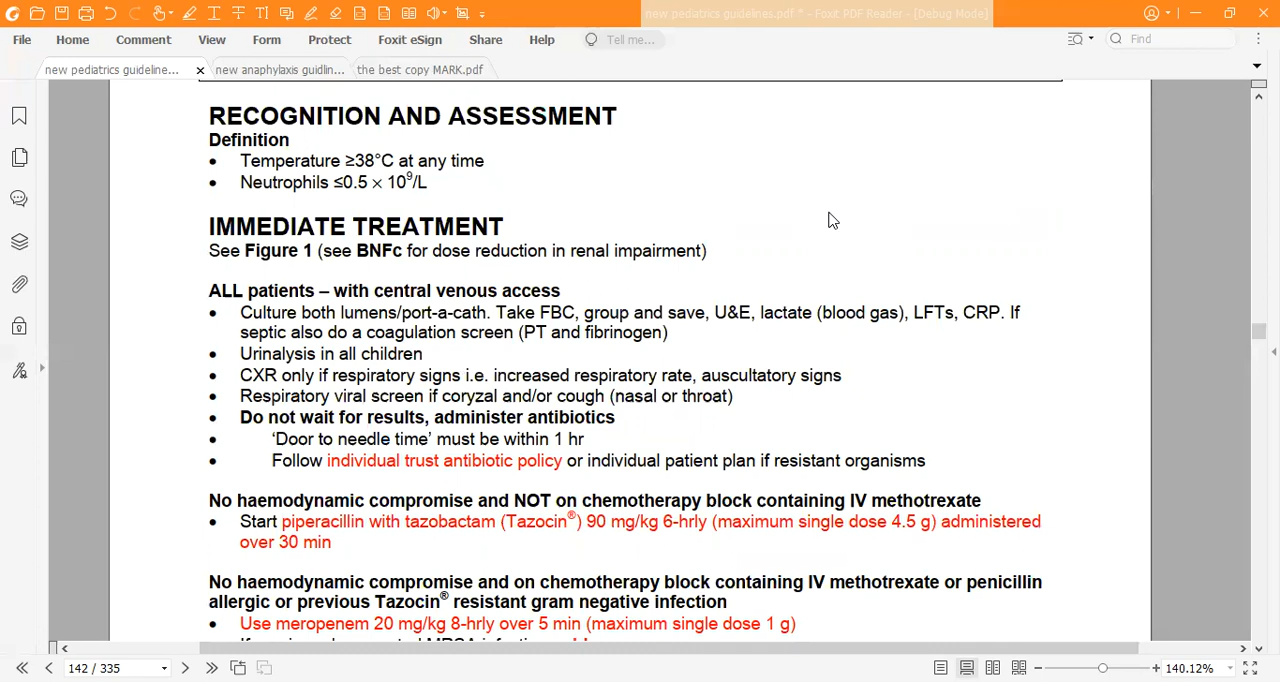 new pediatrics guidelines.pdf * - Foxit PDF Reader - [Debug Mode]
File Home Comment View Form Protect Foxit eSign Share Help Tell me... Find
new pediatrics guideline... new anaphylaxis guidlin... the best copy MARK.pdf
RECOGNITION AND ASSESSMENT
Definition
• Temperature ≥38°C at any time
• Neutrophils ≤0.5 × 10⁹/L
IMMEDIATE TREATMENT
See Figure 1 (see BNFc for dose reduction in renal impairment)
ALL patients – with central venous access
• Culture both lumens/port-a-cath. Take FBC, group and save, U&E, lactate (blood gas), LFTs, CRP. If
septic also do a coagulation screen (PT and fibrinogen)
• Urinalysis in all children
• CXR only if respiratory signs i.e. increased respiratory rate, auscultatory signs
• Respiratory viral screen if coryzal and/or cough (nasal or throat)
• Do not wait for results, administer antibiotics
• ‘Door to needle time’ must be within 1 hr
• Follow individual trust antibiotic policy or individual patient plan if resistant organisms
No haemodynamic compromise and NOT on chemotherapy block containing IV methotrexate
• Start piperacillin with tazobactam (Tazocin®) 90 mg/kg 6-hrly (maximum single dose 4.5 g) administered
over 30 min
No haemodynamic compromise and on chemotherapy block containing IV methotrexate or penicillin
allergic or previous Tazocin® resistant gram negative infection
• Use meropenem 20 mg/kg 8-hrly over 5 min (maximum single dose 1 g)
142 / 335 140.12%